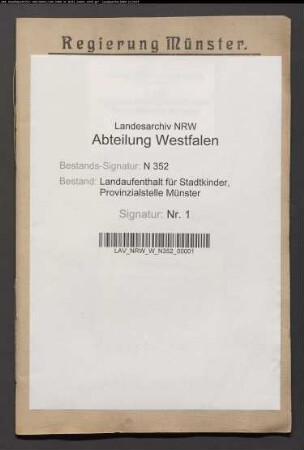 Regierung Münster.
Landesarchiv NRW
Abteilung Westfalen
Bestands-Signatur: N 352
Bestand: Landaufenthalt für Stadtkinder,
Provinzialstelle Münster
Signatur: Nr. 1
LAV_NRW_W_N352_00001